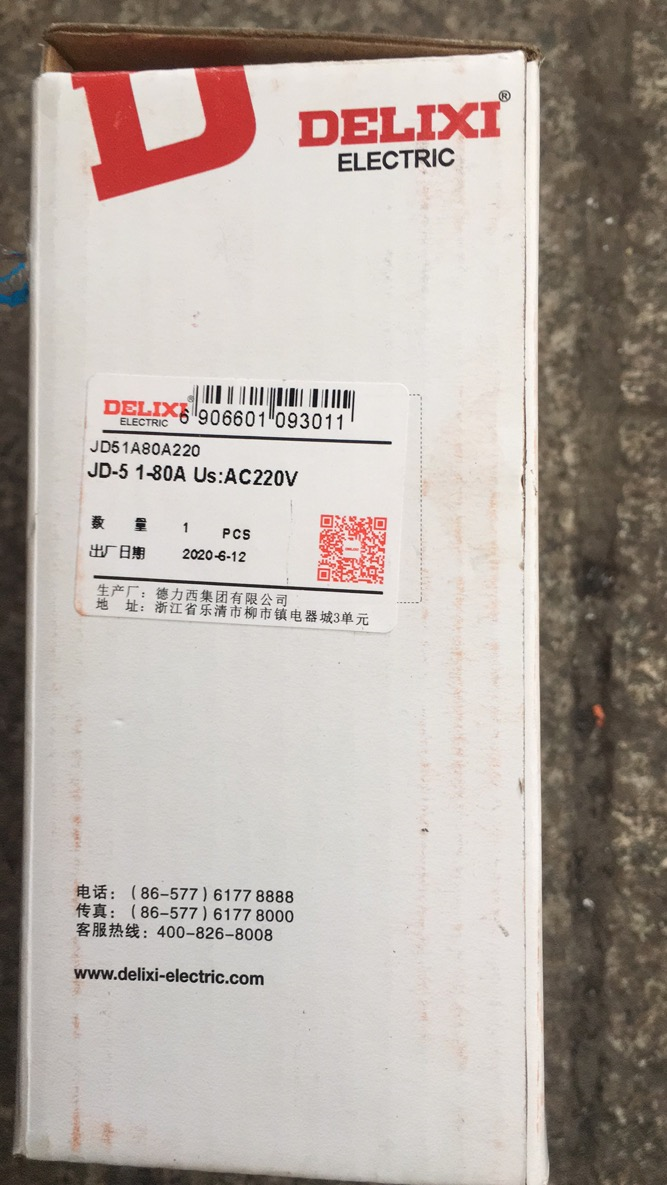 DELIXI®
ELECTRIC
DELIXI®
ELECTRIC
6 906601 093011
JD51A80A220
JD-5 1-80A Us:AC220V
数 量 1 PCS
出厂日期 2020-6-12
生产厂：德力西集团有限公司
地 址：浙江省乐清市柳市镇电器城3单元
电话：(86-577) 6177 8888
传真：(86-577) 6177 8000
客服热线：400-826-8008
www.delixi-electric.com